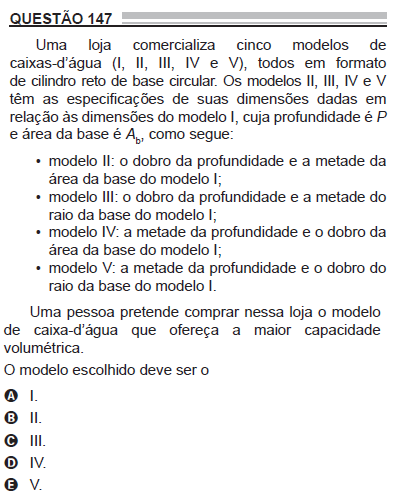 QUESTÃO 147
Uma loja comercializa cinco modelos de
caixas-d’água (I, II, III, IV e V), todos em formato
de cilindro reto de base circular. Os modelos II, III, IV e V
têm as especificações de suas dimensões dadas em
relação às dimensões do modelo I, cuja profundidade é P
e área da base é Ab, como segue:
• modelo II: o dobro da profundidade e a metade da
área da base do modelo I;
• modelo III: o dobro da profundidade e a metade do
raio da base do modelo I;
• modelo IV: a metade da profundidade e o dobro da
área da base do modelo I;
• modelo V: a metade da profundidade e o dobro do
raio da base do modelo I.
Uma pessoa pretende comprar nessa loja o modelo
de caixa-d’água que ofereça a maior capacidade
volumétrica.
O modelo escolhido deve ser o
A I.
B II.
C III.
D IV.
E V.